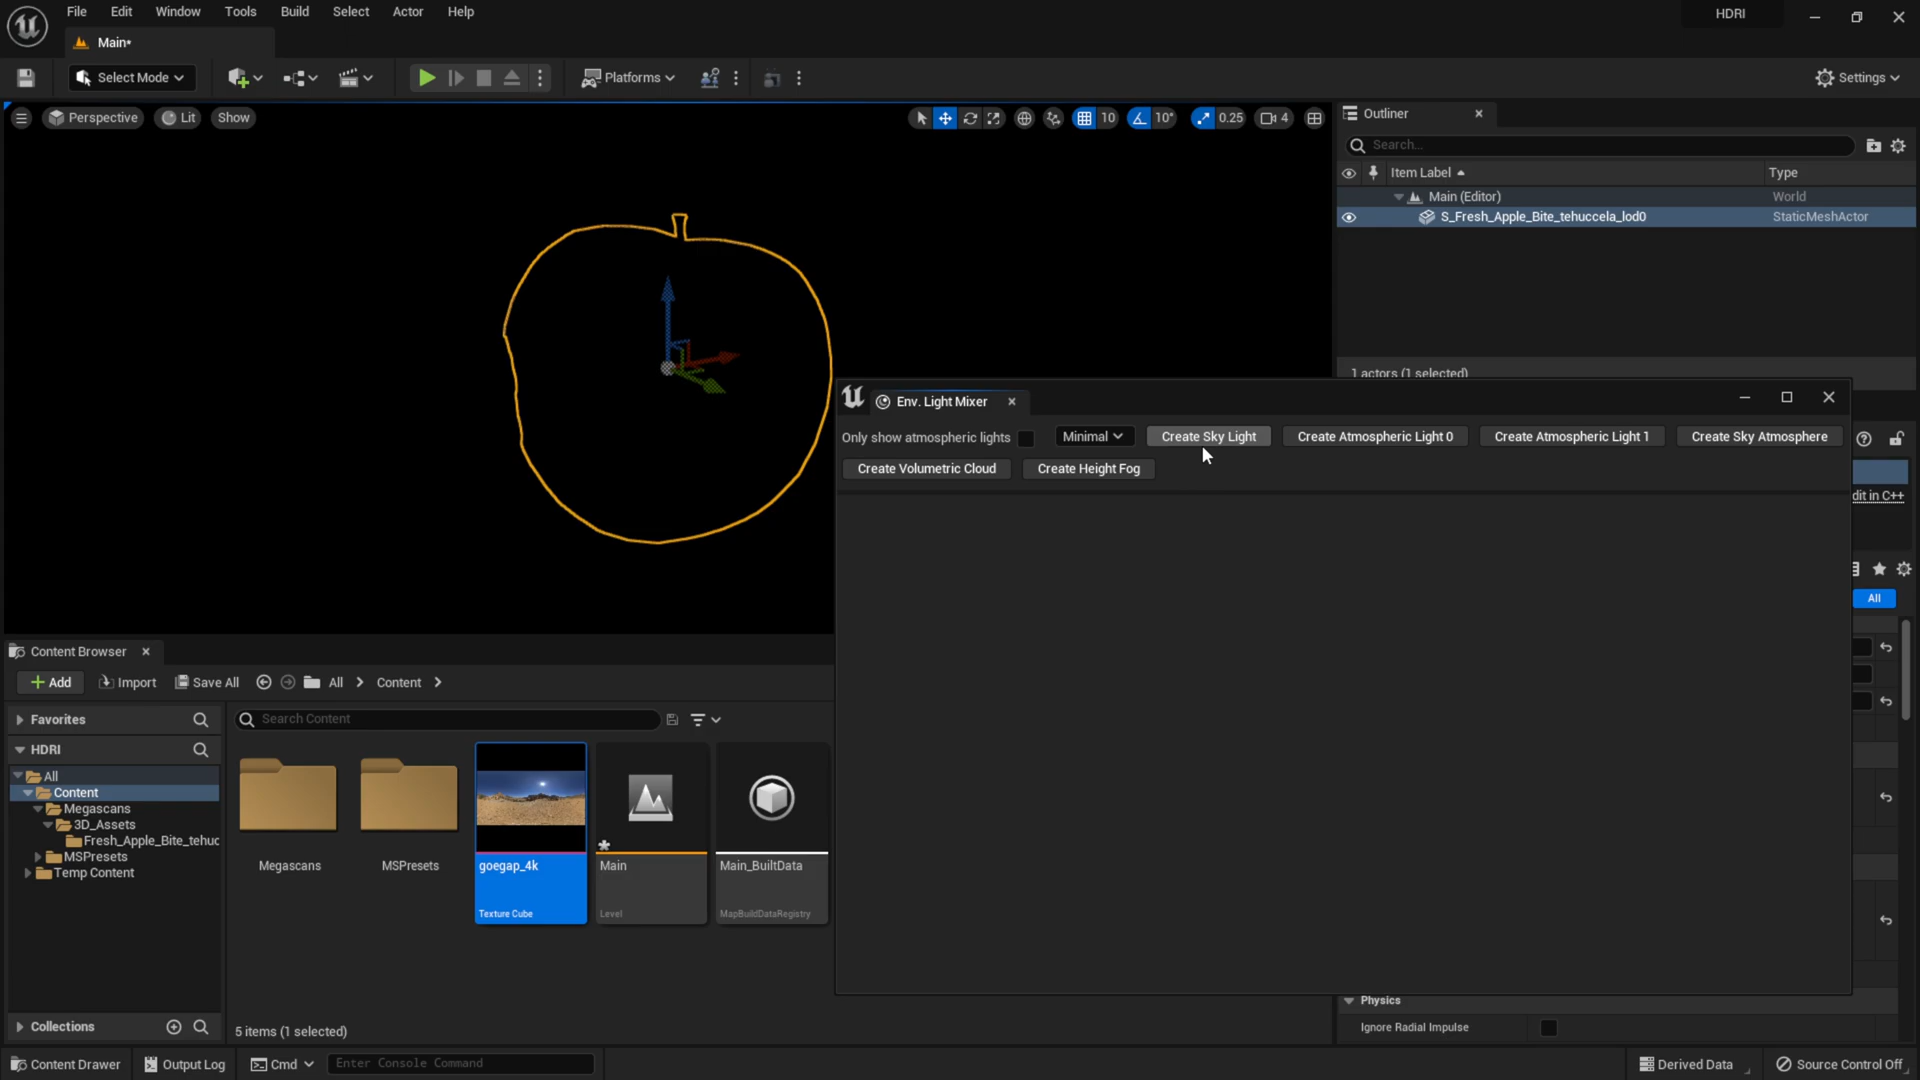 File Edit Window Tools Build Select Actor Help
HDRI
Main*
Select Mode
Platforms
Settings
Perspective
Lit
Show
10
10°
0.25
4
Outliner
Search...
Item Label
Type
Main (Editor)
World
S_Fresh_Apple_Bite_tehuccela_lod0
StaticMeshActor
1 actors (1 selected)
Env. Light Mixer
Only show atmospheric lights
Minimal
Create Sky Light
Create Atmospheric Light 0
Create Atmospheric Light 1
Create Sky Atmosphere
Create Volumetric Cloud
Create Height Fog
dit in C++
All
Content Browser
Add
Import
Save All
All
Content
Favorites
Search Content
HDRI
All
Content
Megascans
3D_Assets
Fresh_Apple_Bite_tehuc
MSPresets
Temp Content
Megascans
MSPresets
goegap_4k
Texture Cube
Main
Level
Main_BuiltData
MapBuildDataRegistry
Collections
5 items (1 selected)
Physics
Ignore Radial Impulse
Content Drawer
Output Log
Cmd
Enter Console Command
Derived Data
Source Control Off